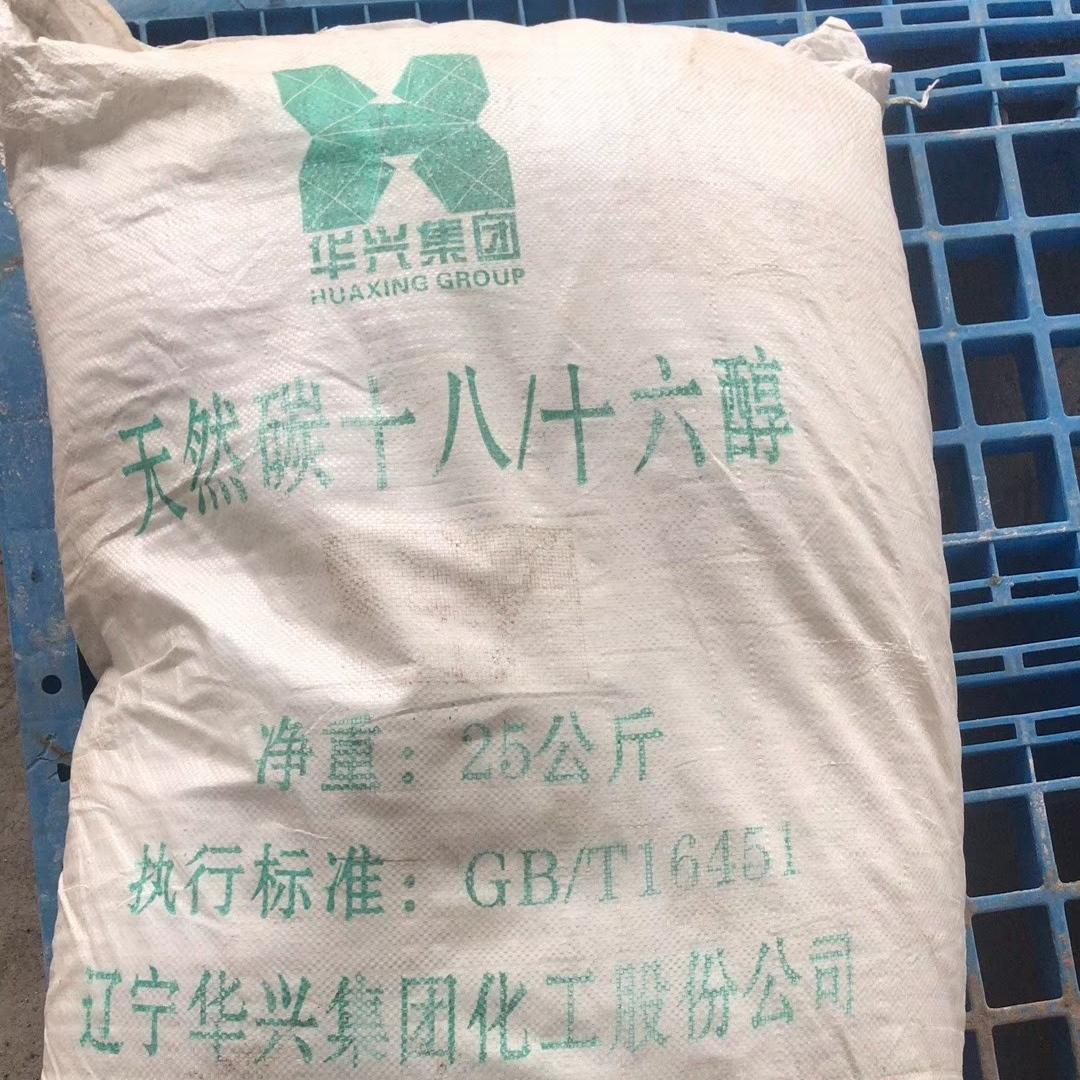 华兴集团
HUAXING GROUP
天然碳十八/十六醇
净重：25公斤
执行标准：GB/T16451
辽宁华兴集团化工股份公司